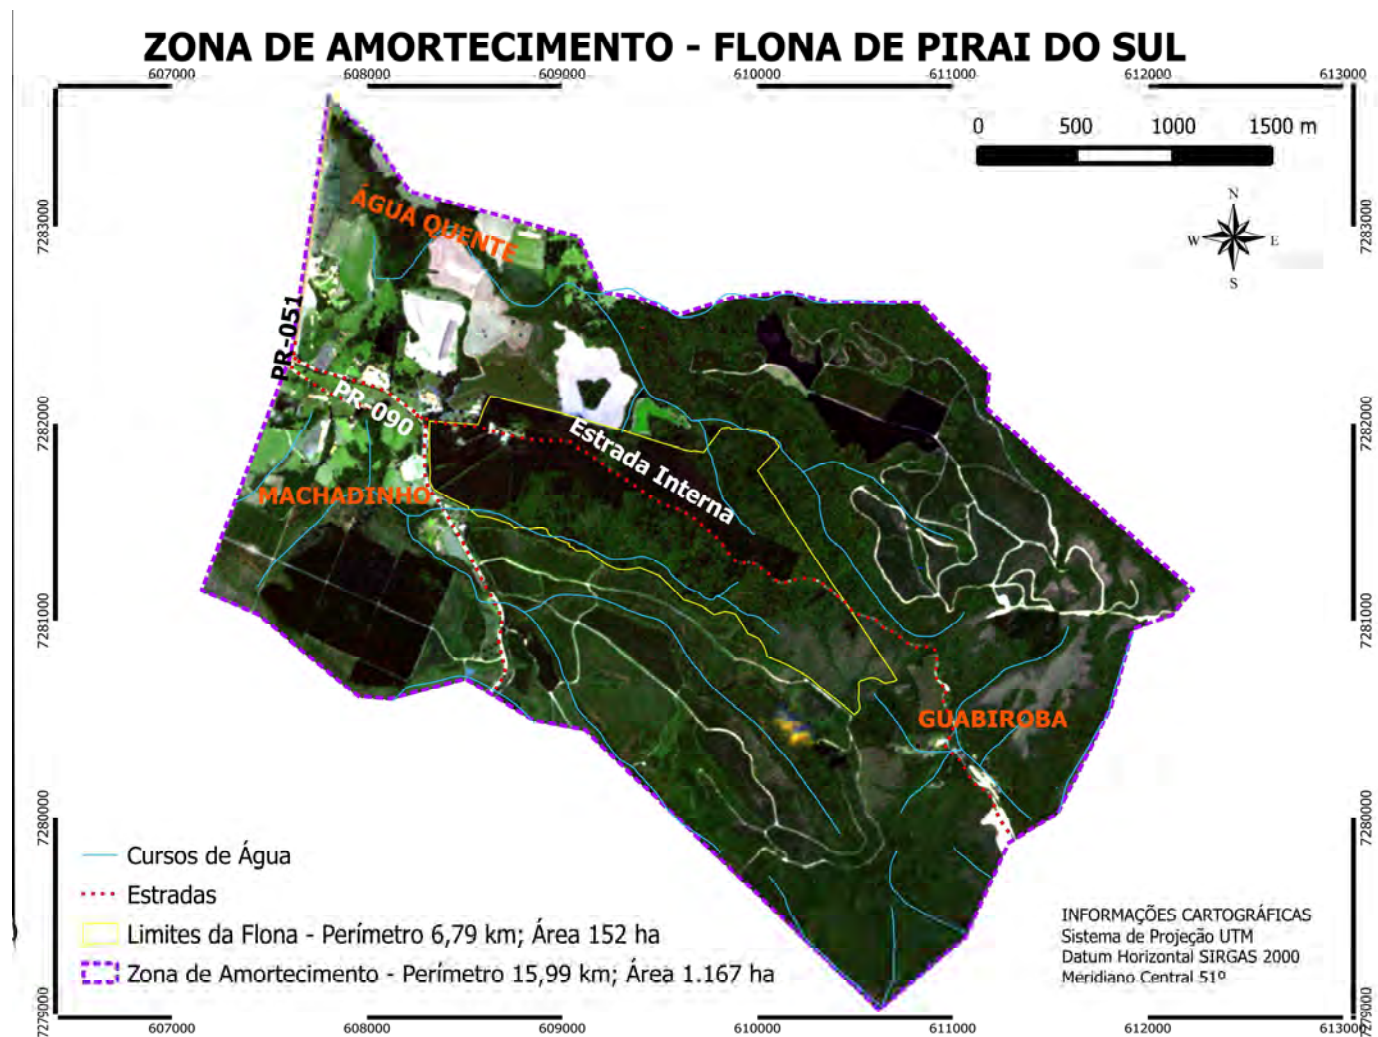 ZONA DE AMORTECIMENTO - FLONA DE PIRAI DO SUL
607000 608000 609000 610000 611000 612000 613000
0 500 1000 1500 m
N
W E
S
7283000 7283000
ÁGUA QUENTE
PR-051
PR-090
7282000 7282000
Estrada Interna
MACHADINHO
7281000 7281000
GUABIROBA
7280000 7280000
Cursos de Água
Estradas
Limites da Flona - Perímetro 6,79 km; Área 152 ha
Zona de Amortecimento - Perímetro 15,99 km; Área 1.167 ha
INFORMAÇÕES CARTOGRÁFICAS
Sistema de Projeção UTM
Datum Horizontal SIRGAS 2000
Meridiano Central 51º
7279000 7279000
607000 608000 609000 610000 611000 612000 613000